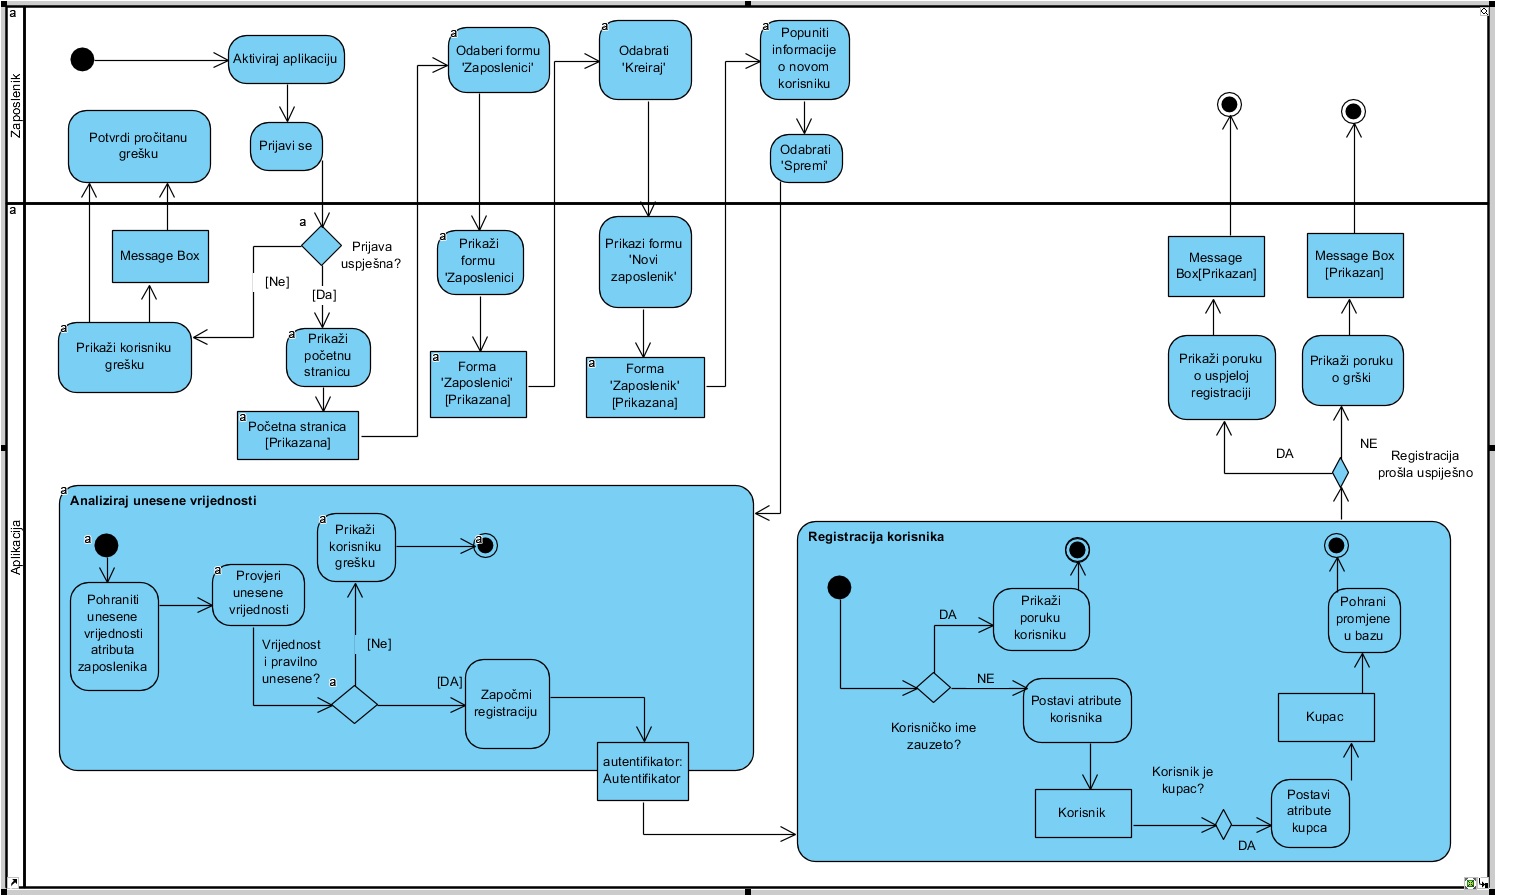 a
Zaposlenik
Aktiviraj aplikaciju
Prijavi se
Potvrdi pročitanu
grešku
a
Odaberi formu
'Zaposlenici'
a
Odabrati
'Kreiraj'
a
Popuniti
informacije
o novom
korisniku
Odabrati
'Spremi'
a
Aplikacija
Message Box
a
Prijava
uspješna?
[Ne]
[Da]
a
Prikaži korisniku
grešku
a
Prikaži
početnu
stranicu
a
Početna stranica
[Prikazana]
a
Prikaži
formu
'Zaposlenici
a
Forma
'Zaposlenici'
[Prikazana]
Prikazi formu
'Novi
zaposlenik'
a
Forma
'Zaposlenik'
[Prikazana]
Message
Box[Prikazan]
Message Box
[Prikazan]
Prikaži poruku
o uspjeloj
registraciji
Prikaži poruku
o grški
DA
NE
Registracija
prošla uspiješno
a
Analiziraj unesene vrijednosti
a
Pohraniti
unesene
vrijednosti
atributa
zaposlenika
a
Provjeri
unesene
vrijednosti
a
Prikaži
korisniku
grešku
a
Vrijednost
i pravilno
unesene?
[Ne]
a
[DA]
Započmi
registraciju
autentifikator:
Autentifikator
Registracija korisnika
DA
Prikaži
poruku
korisniku
NE
Korisničko ime
zauzeto?
Postavi atribute
korisnika
Korisnik
Korisnik je
kupac?
DA
Postavi
atribute
kupca
Kupac
Pohrani
promjene
u bazu